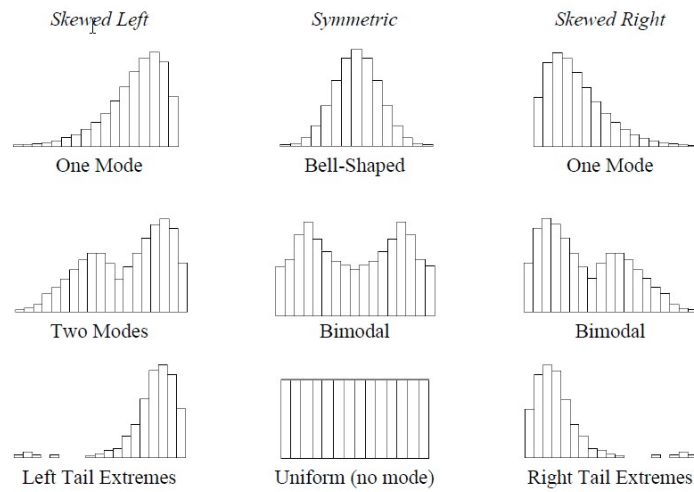 Skewed Left
Symmetric
Skewed Right
One Mode
Bell-Shaped
One Mode
Two Modes
Bimodal
Bimodal
Left Tail Extremes
Uniform (no mode)
Right Tail Extremes